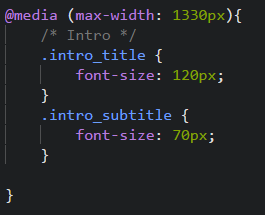 @media (max-width: 1330px){
    /* Intro */
    .intro_title {
        font-size: 120px;
    }
    .intro_subtitle {
        font-size: 70px;
    }

}